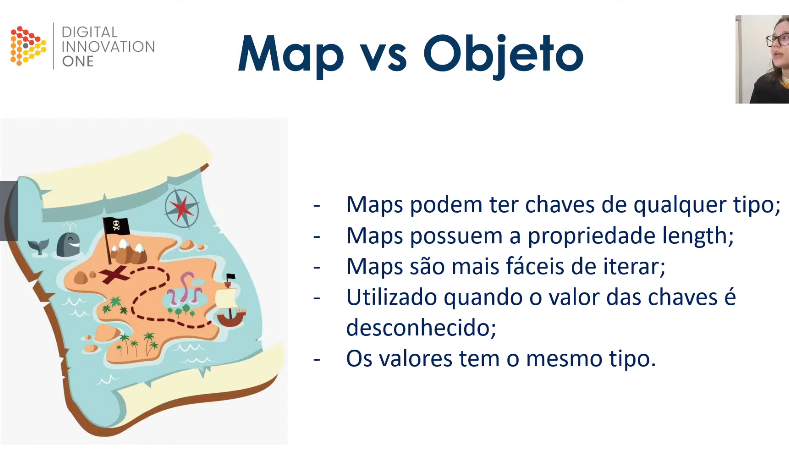 DIGITAL
INNOVATION
ONE
Map vs Objeto
- Maps podem ter chaves de qualquer tipo;
- Maps possuem a propriedade length;
- Maps são mais fáceis de iterar;
- Utilizado quando o valor das chaves é
desconhecido;
- Os valores tem o mesmo tipo.